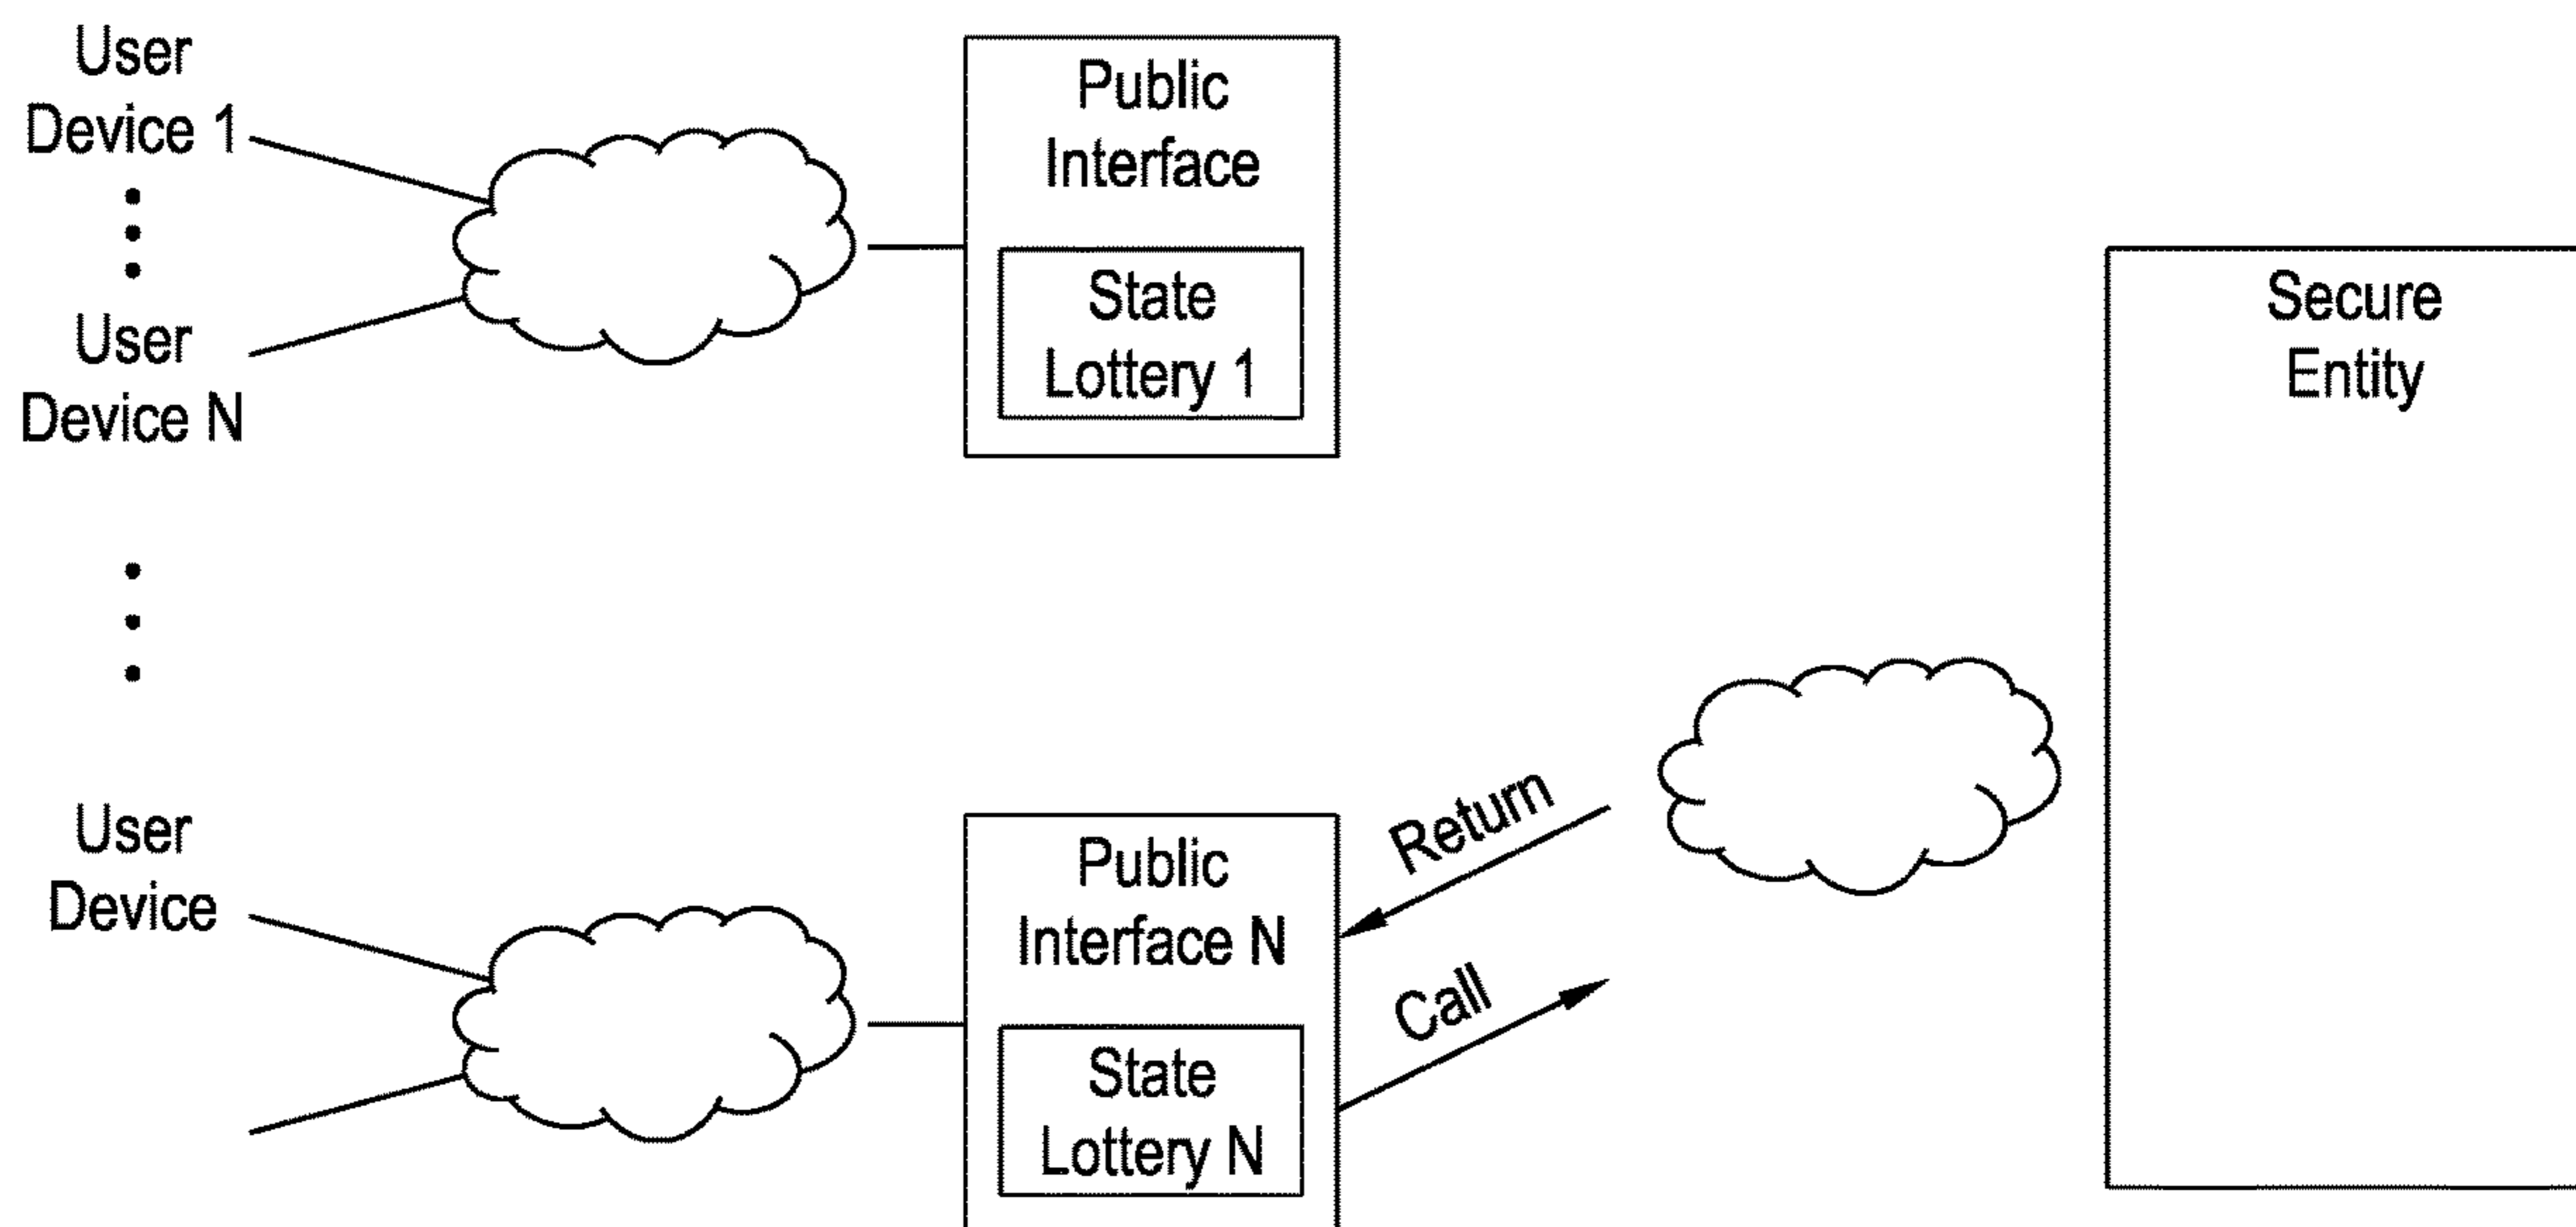 User
Device 1
User
Device N
Public
Interface
State
Lottery 1
Secure
Entity
User
Device
Public
Interface N
State
Lottery N
Return
Call